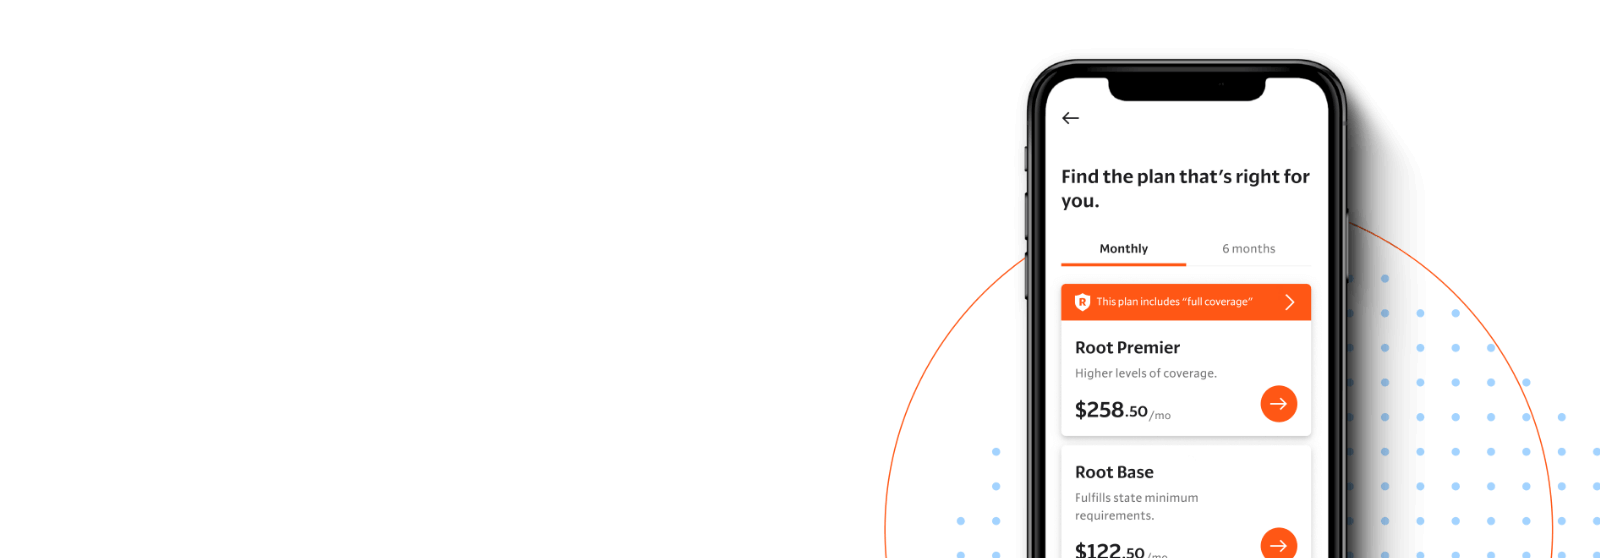 Find the plan that's right for
you.
Monthly
6 months
R
This plan includes “full coverage”
Root Premier
Higher levels of coverage.
$258.50/mo
Root Base
Fulfills state minimum
requirements.
$122.50/mo